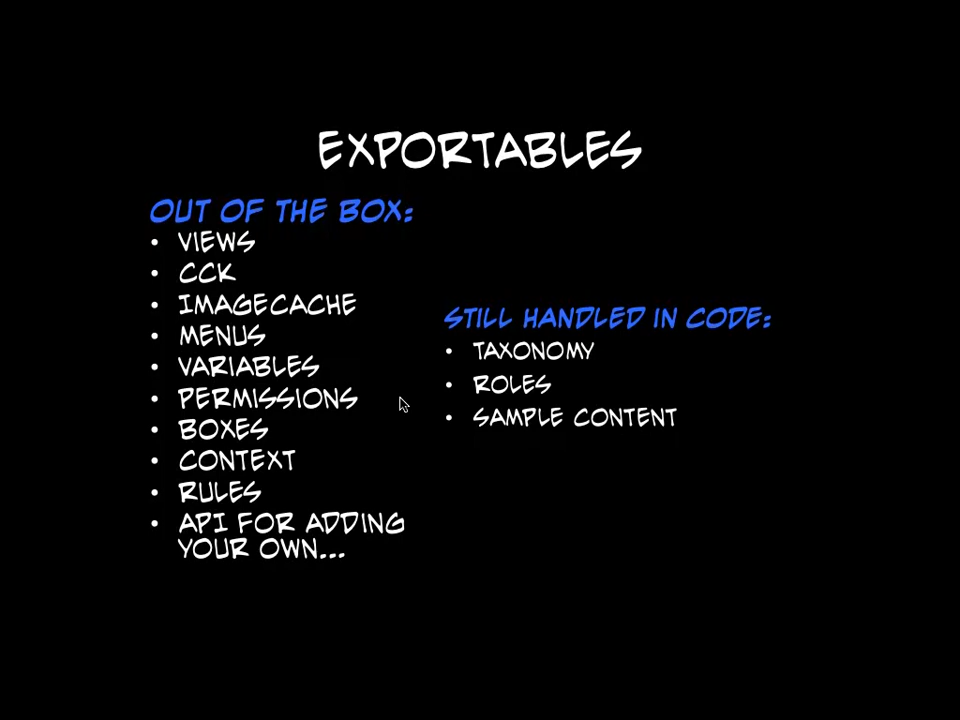 EXPORTABLES
OUT OF THE BOX:
• VIEWS
• CCK
• IMAGECACHE
• MENUS
• VARIABLES
• PERMISSIONS
• BOXES
• CONTEXT
• RULES
• API FOR ADDING
YOUR OWN...
STILL HANDLED IN CODE:
• TAXONOMY
• ROLES
• SAMPLE CONTENT